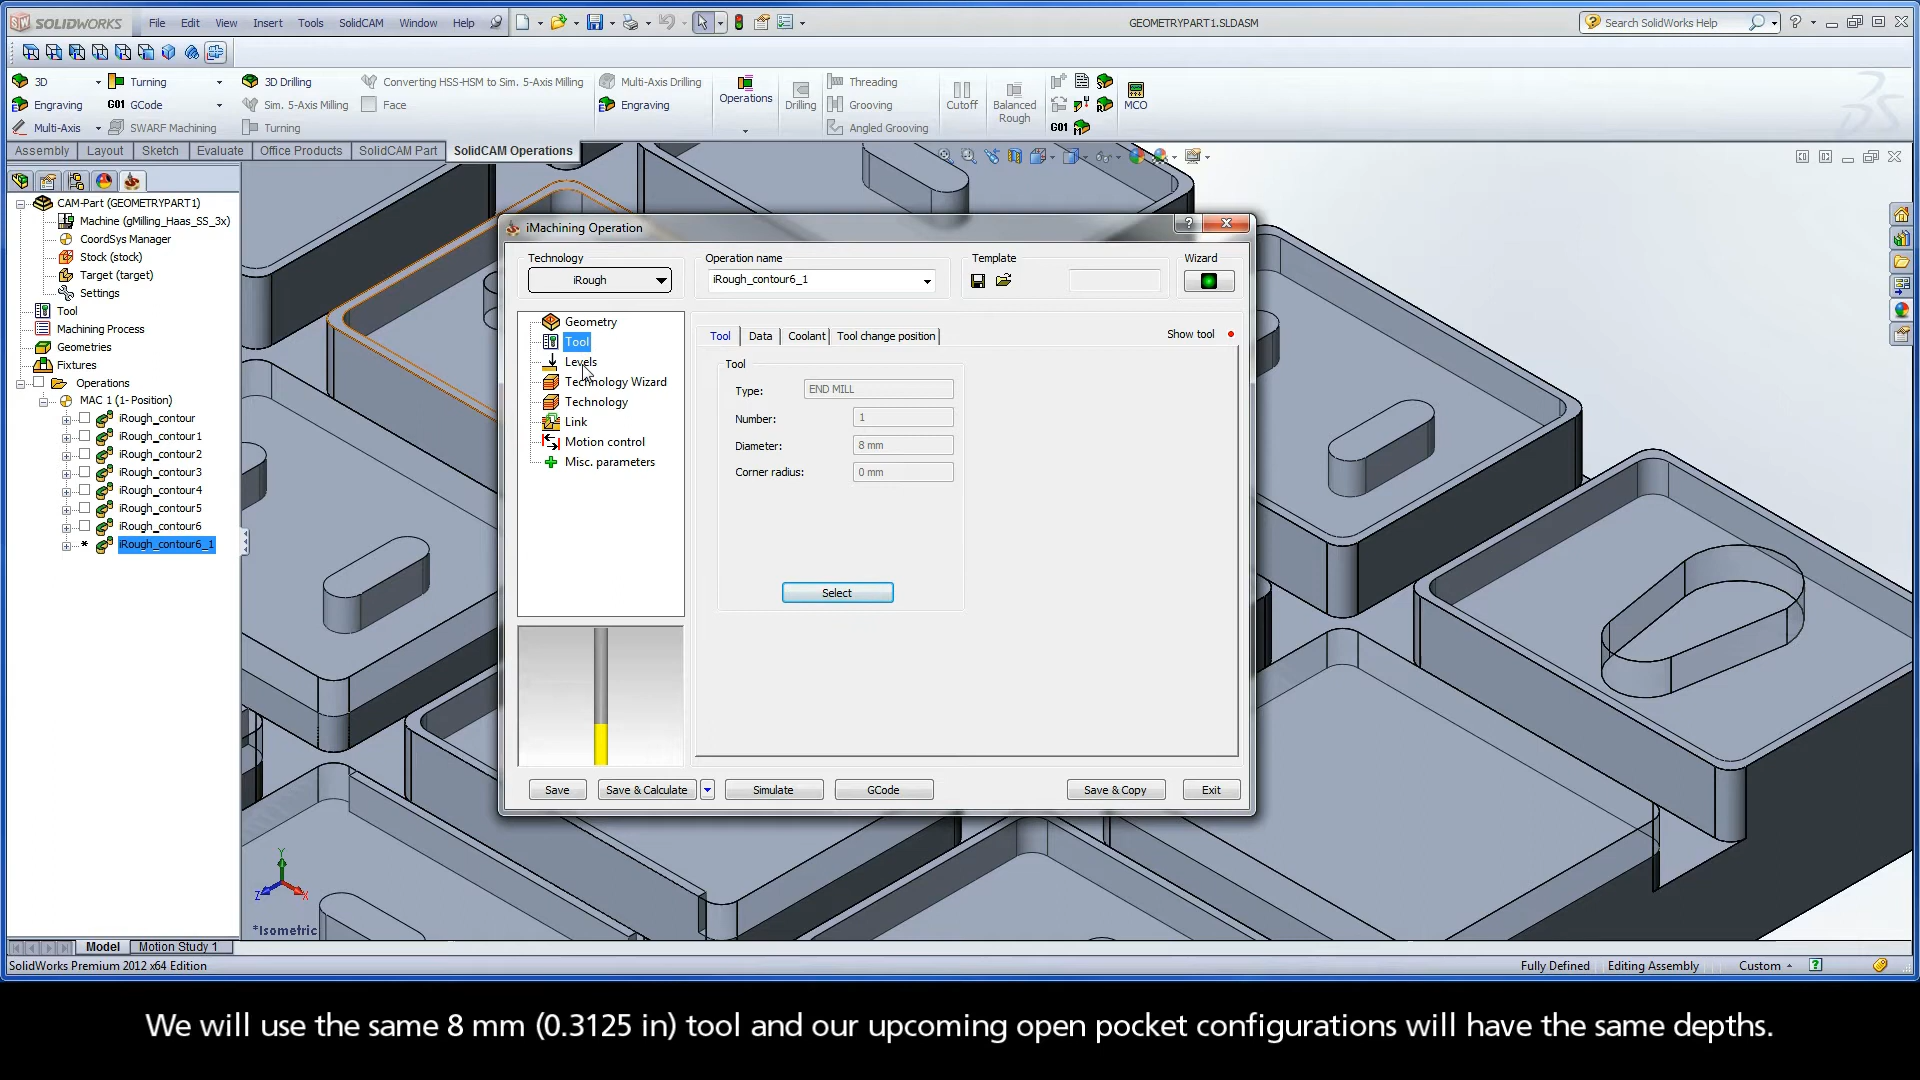 SOLIDWORKS
File Edit View Insert Tools SolidCAM Window Help
GEOMETRYPART1.SLDASM
Search SolidWorks Help
3D Turning 3D Drilling Converting HSS-HSM to Sim. 5-Axis Milling Multi-Axis Drilling Operations Drilling Threading Cutoff Balanced Rough MCO
Engraving G01 GCode Sim. 5-Axis Milling Face Engraving Grooving
Multi-Axis SWARF Machining Turning Angled Grooving G01
Assembly Layout Sketch Evaluate Office Products SolidCAM Part SolidCAM Operations
CAM-Part (GEOMETRYPART1)
Machine (gMilling_Haas_SS_3x)
CoordSys Manager
Stock (stock)
Target (target)
Settings
Tool
Machining Process
Geometries
Fixtures
Operations
MAC 1 (1- Position)
iRough_contour
iRough_contour1
iRough_contour2
iRough_contour3
iRough_contour4
iRough_contour5
iRough_contour6
* iRough_contour6_1
iMachining Operation
Technology
iRough
Operation name
iRough_contour6_1
Template
Wizard
Geometry
Tool
Levels
Technology Wizard
Technology
Link
Motion control
Misc. parameters
Tool Data Coolant Tool change position
Show tool
Tool
Type: END MILL
Number: 1
Diameter: 8 mm
Corner radius: 0 mm
Select
Save Save & Calculate Simulate GCode Save & Copy Exit
Y
Z X
*Isometric
Model Motion Study 1
SolidWorks Premium 2012 x64 Edition
Fully Defined Editing Assembly Custom
We will use the same 8 mm (0.3125 in) tool and our upcoming open pocket configurations will have the same depths.